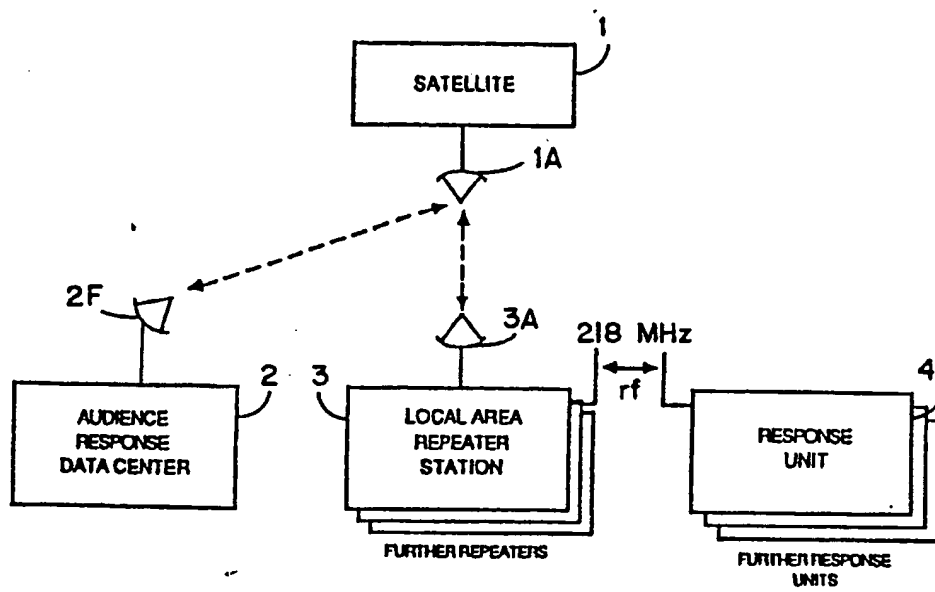 1
SATELLITE
1A
2F
3A
218 MHz
rf
2
3
4
AUDIENCE
RESPONSE
DATA CENTER
LOCAL AREA
REPEATER
STATION
RESPONSE
UNIT
FURTHER REPEATERS
FURTHER RESPONSE
UNITS